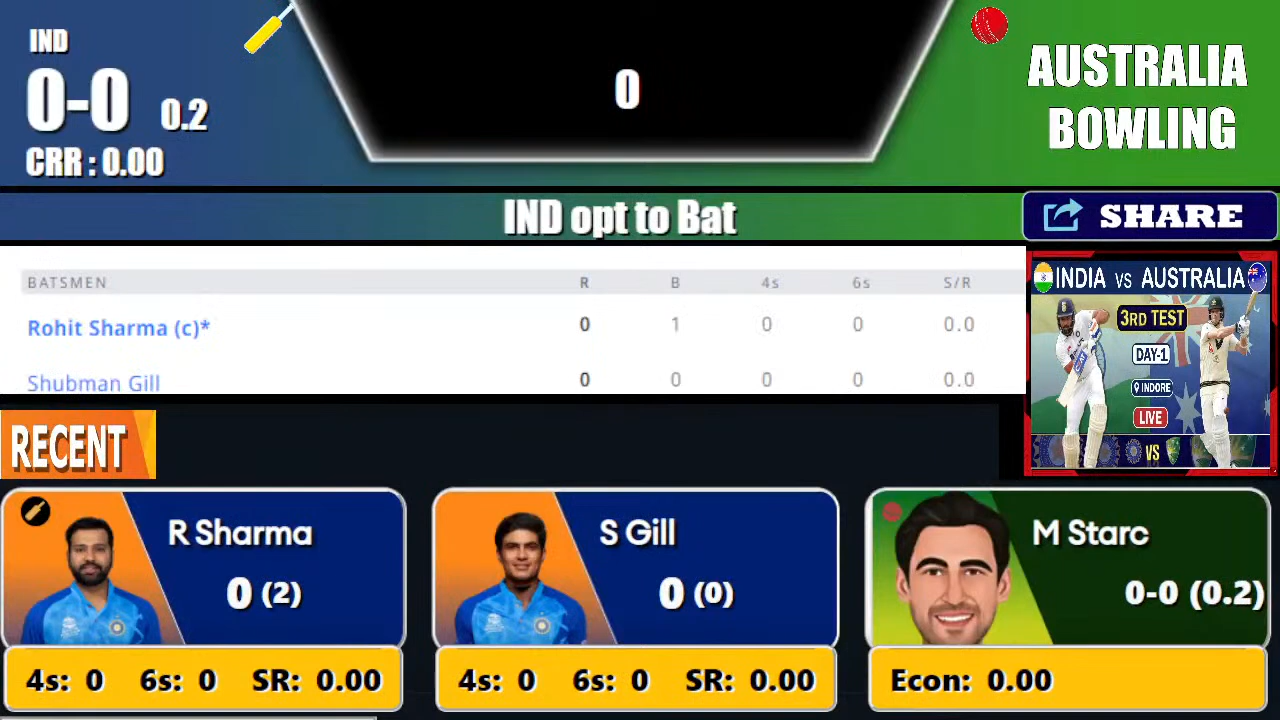 IND
0-0 0.2
CRR : 0.00
0
AUSTRALIA
BOWLING
IND opt to Bat
SHARE
BATSMEN R B 4s 6s S/R
Rohit Sharma (c)* 0 1 0 0 0.0
Shubman Gill 0 0 0 0 0.0
INDIA VS AUSTRALIA
3RD TEST
DAY-1
INDORE
LIVE
VS
RECENT
R Sharma
0 (2)
4s: 0 6s: 0 SR: 0.00
S Gill
0 (0)
4s: 0 6s: 0 SR: 0.00
M Starc
0-0 (0.2)
Econ: 0.00